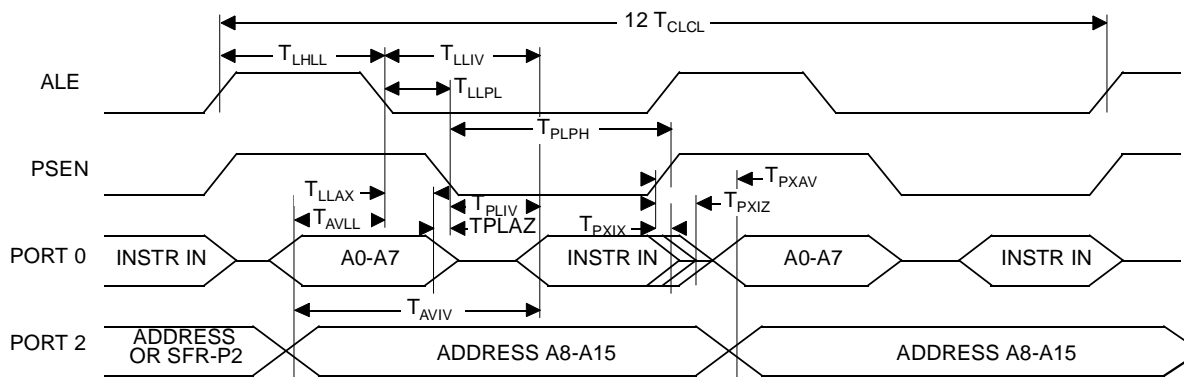 12 TCLCL
TLHLL TLLIV
ALE
TLLPL
TPLPH
PSEN
TLLAX TPXAV
TAVLL TPLIV TPXIZ
TPLAZ TPXIX
PORT 0 INSTR IN A0-A7 INSTR IN A0-A7 INSTR IN
TAVIV
PORT 2 ADDRESS
OR SFR-P2 ADDRESS A8-A15 ADDRESS A8-A15